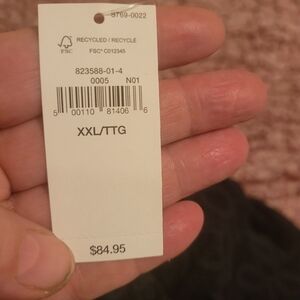 S769-0022
FSC
RECYCLED / RECYCLE
FSC® C012345
823588-01-4
0005 N01
5 00110 81406 6
XXL/TTG
$84.95